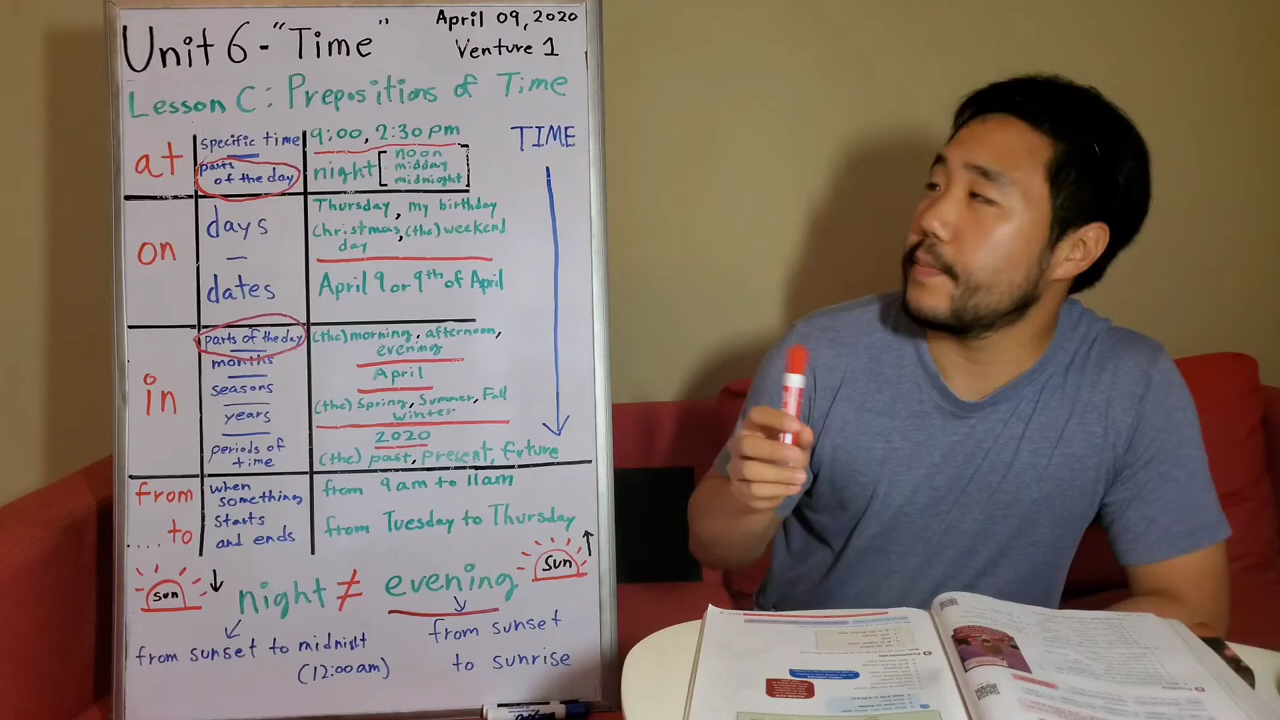 Unit 6 - "Time"
April 09, 2020
Venture 1
Lesson C: Prepositions of Time
at
specific time
parts
of the day
9:00, 2:30 pm
night
noon
midday
midnight
TIME
on
days
dates
Thursday, my birthday
Christmas, (the) weekend
day
April 9 or 9th of April
in
parts of the day
months
seasons
years
periods of
time
(the) morning, afternoon,
evening
April
(the) Spring, Summer, Fall
winter
2020
(the) past, present, future
from
.... to
when
something
starts
and ends
from 9am to 11am
from Tuesday to Thursday
sun
night ≠ evening
Sun
from sunset to midnight
(12:00am)
from sunset
to sunrise